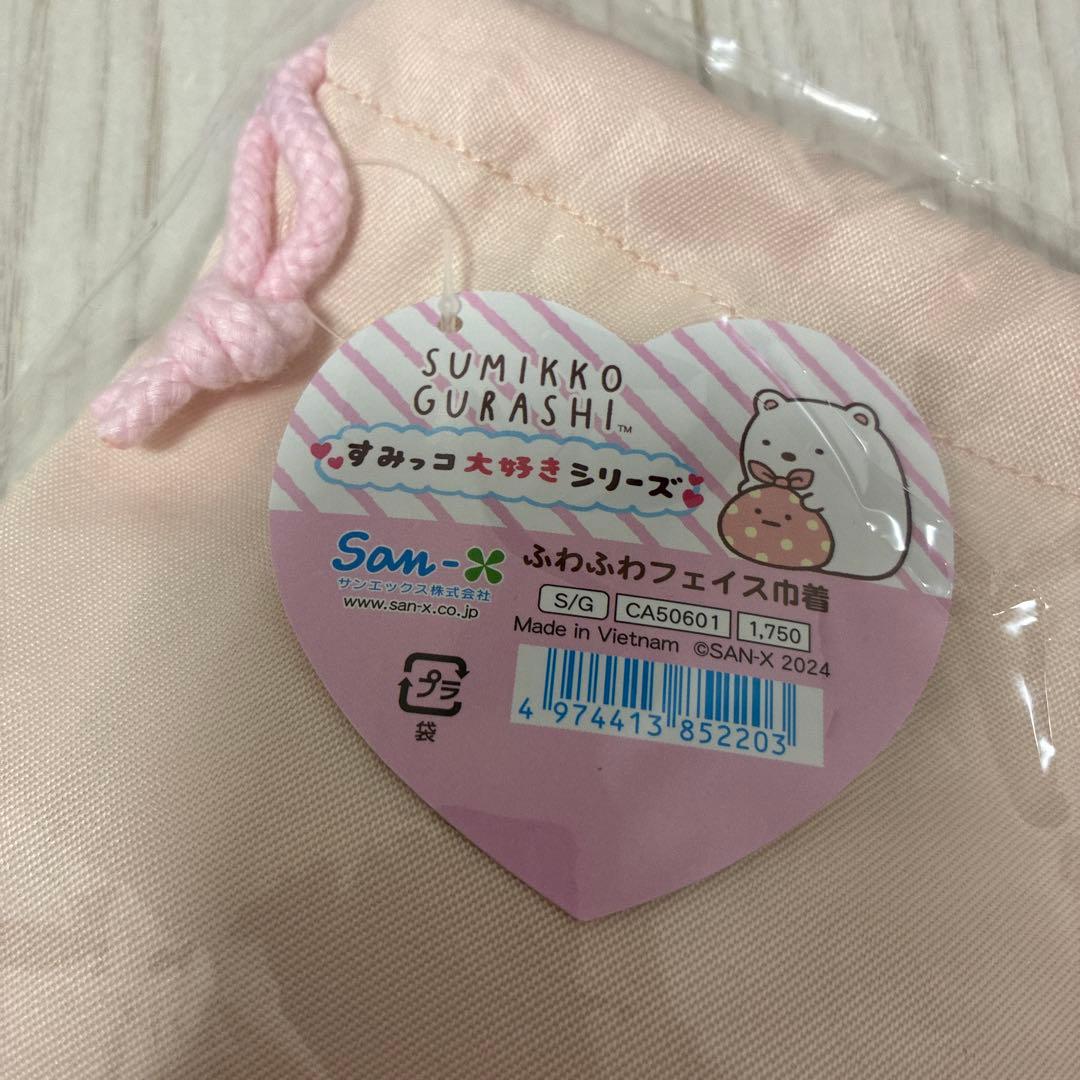 SUMIKKO
GURASHI™
すみっコ大好きシリーズ
San-X
サンエックス株式会社
www.san-x.co.jp
ふわふわフェイス巾着
S/G CA50601 1,750
Made in Vietnam ©SAN-X 2024
プラ
袋
4 974413 852203